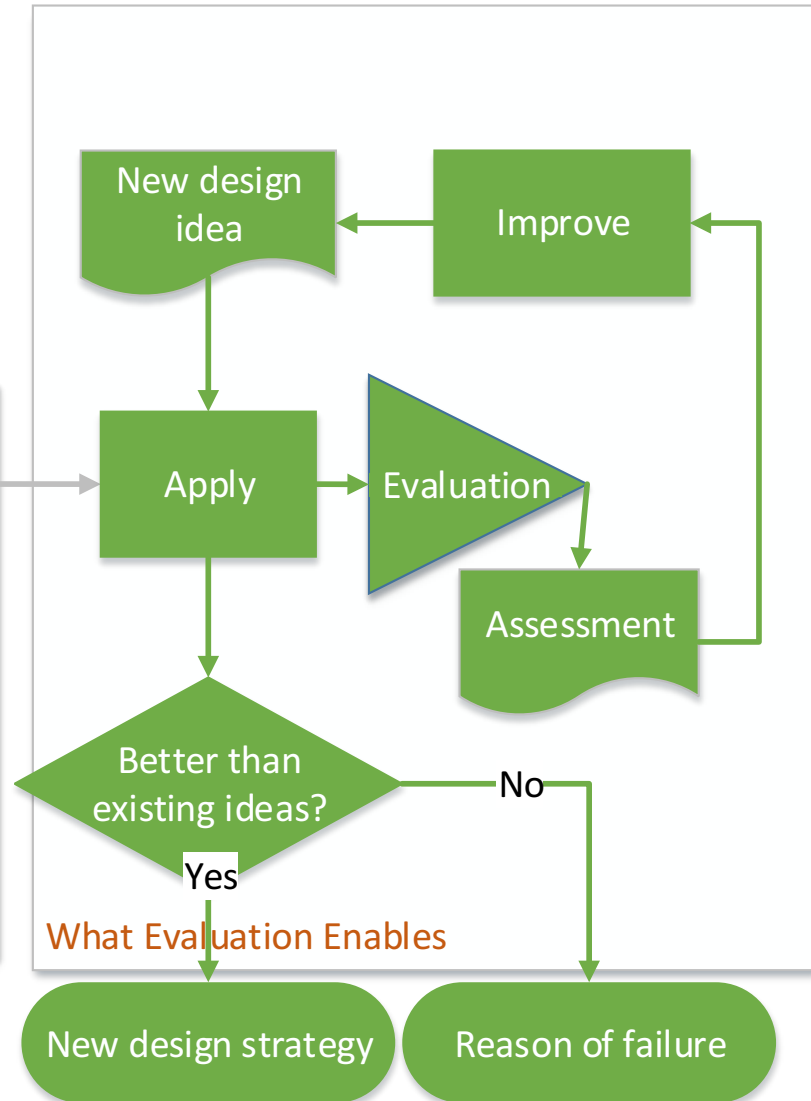 New design
idea
Improve
Apply
Evaluation
Assessment
Better than
existing ideas?
No
Yes
What Evaluation Enables
New design strategy
Reason of failure